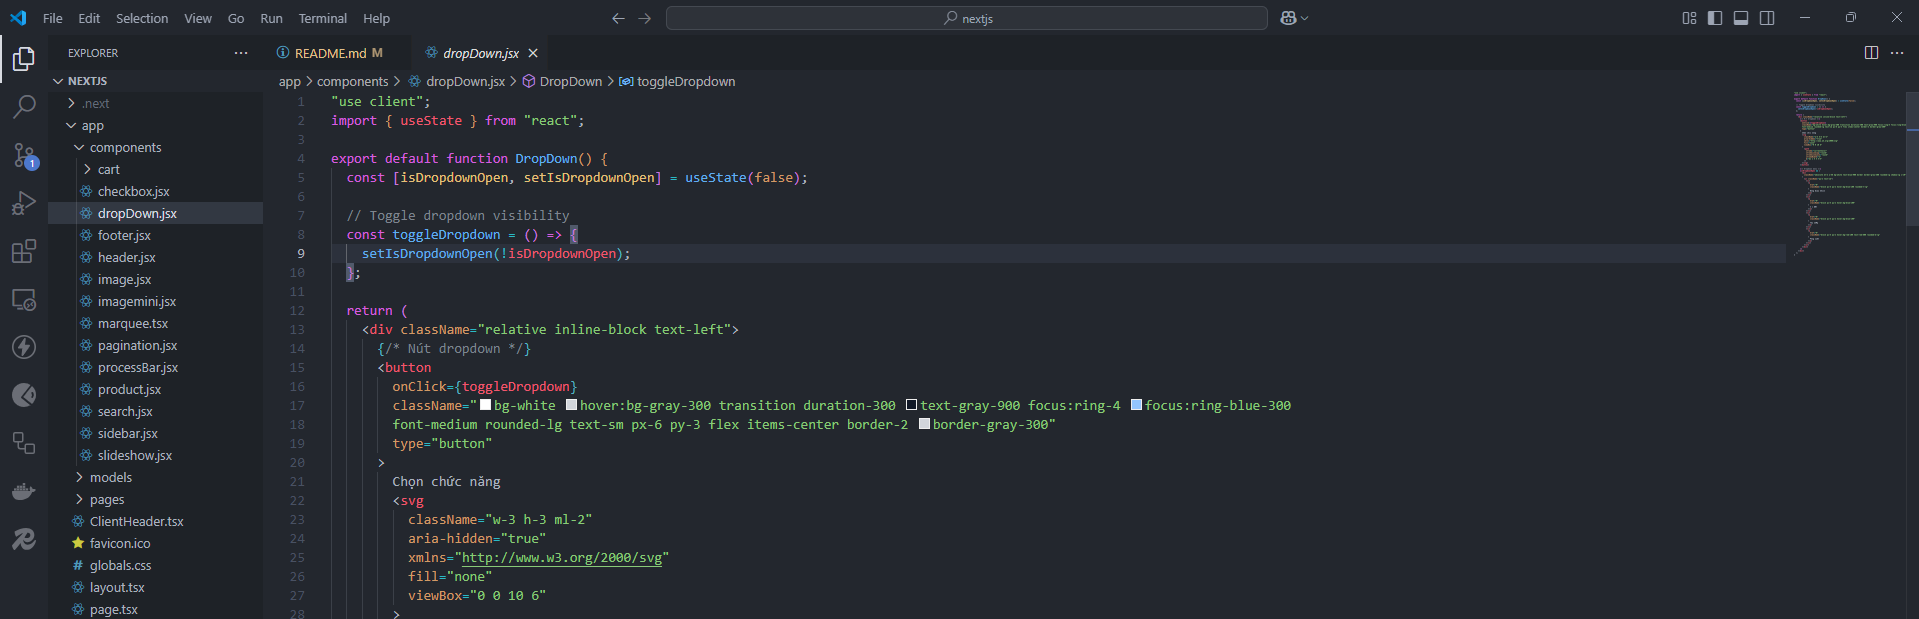 File Edit Selection View Go Run Terminal Help
nextjs
EXPLORER
README.md M
dropDown.jsx
NEXTJS
app > components > dropDown.jsx > DropDown > toggleDropdown
.next
app
components
cart
checkbox.jsx
dropDown.jsx
footer.jsx
header.jsx
image.jsx
imagemini.jsx
marquee.tsx
pagination.jsx
processBar.jsx
product.jsx
search.jsx
sidebar.jsx
slideshow.jsx
models
pages
ClientHeader.tsx
favicon.ico
# globals.css
layout.tsx
page.tsx
1
1 "use client";
2 import { useState } from "react";
3
4 export default function DropDown() {
5 const [isDropdownOpen, setIsDropdownOpen] = useState(false);
6
7 // Toggle dropdown visibility
8 const toggleDropdown = () => {
9 setIsDropdownOpen(!isDropdownOpen);
10 };
11
12 return (
13 <div className="relative inline-block text-left">
14 {/* Nút dropdown */}
15 <button
16 onClick={toggleDropdown}
17 className="bg-white hover:bg-gray-300 transition duration-300 text-gray-900 focus:ring-4 focus:ring-blue-300
18 font-medium rounded-lg text-sm px-6 py-3 flex items-center border-2 border-gray-300"
19 type="button"
20 >
21 Chọn chức năng
22 <svg
23 className="w-3 h-3 ml-2"
24 aria-hidden="true"
25 xmlns="http://www.w3.org/2000/svg"
26 fill="none"
27 viewBox="0 0 10 6"
28 >